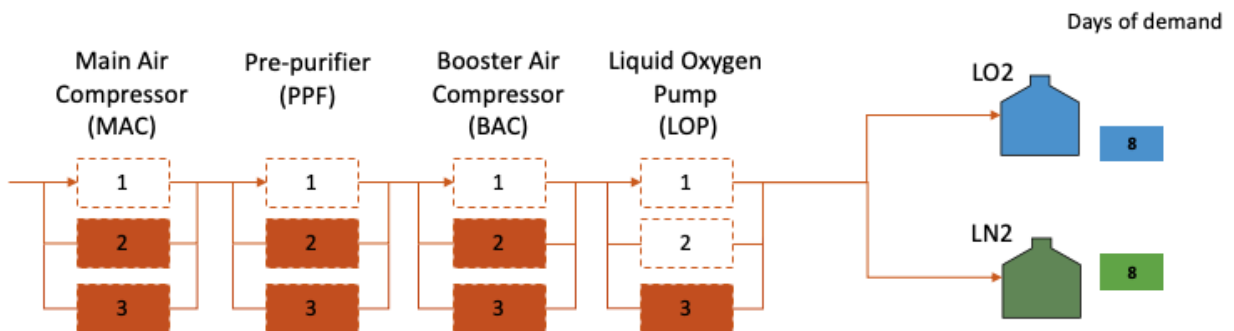 Days of demand
Main Air
Compressor
(MAC)
Pre-purifier
(PPF)
Booster Air
Compressor
(BAC)
Liquid Oxygen
Pump
(LOP)
LO2
8
1
1
1
1
2
2
2
2
LN2
8
3
3
3
3